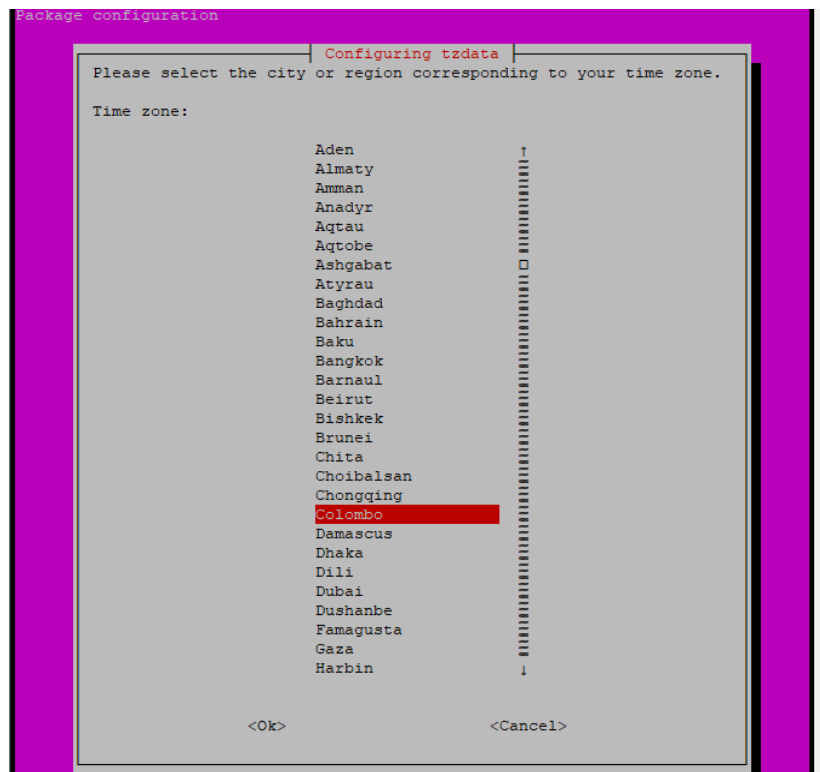 Package configuration
Configuring tzdata
Please select the city or region corresponding to your time zone.
Time zone:
Aden
Almaty
Amman
Anadyr
Aqtau
Aqtobe
Ashgabat
Atyrau
Baghdad
Bahrain
Baku
Bangkok
Barnaul
Beirut
Bishkek
Brunei
Chita
Choibalsan
Chongqing
Colombo
Damascus
Dhaka
Dili
Dubai
Dushanbe
Famagusta
Gaza
Harbin
<Ok> <Cancel>